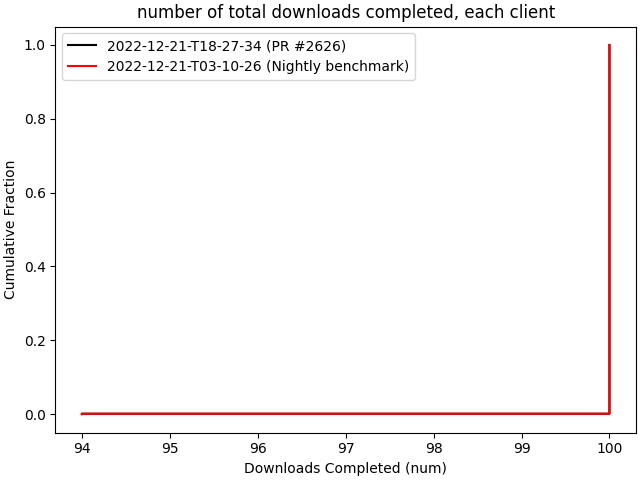 number of total downloads completed, each client
2022-12-21-T18-27-34 (PR #2626)
2022-12-21-T03-10-26 (Nightly benchmark)
Cumulative Fraction
1.0
0.8
0.6
0.4
0.2
0.0
94 95 96 97 98 99 100
Downloads Completed (num)